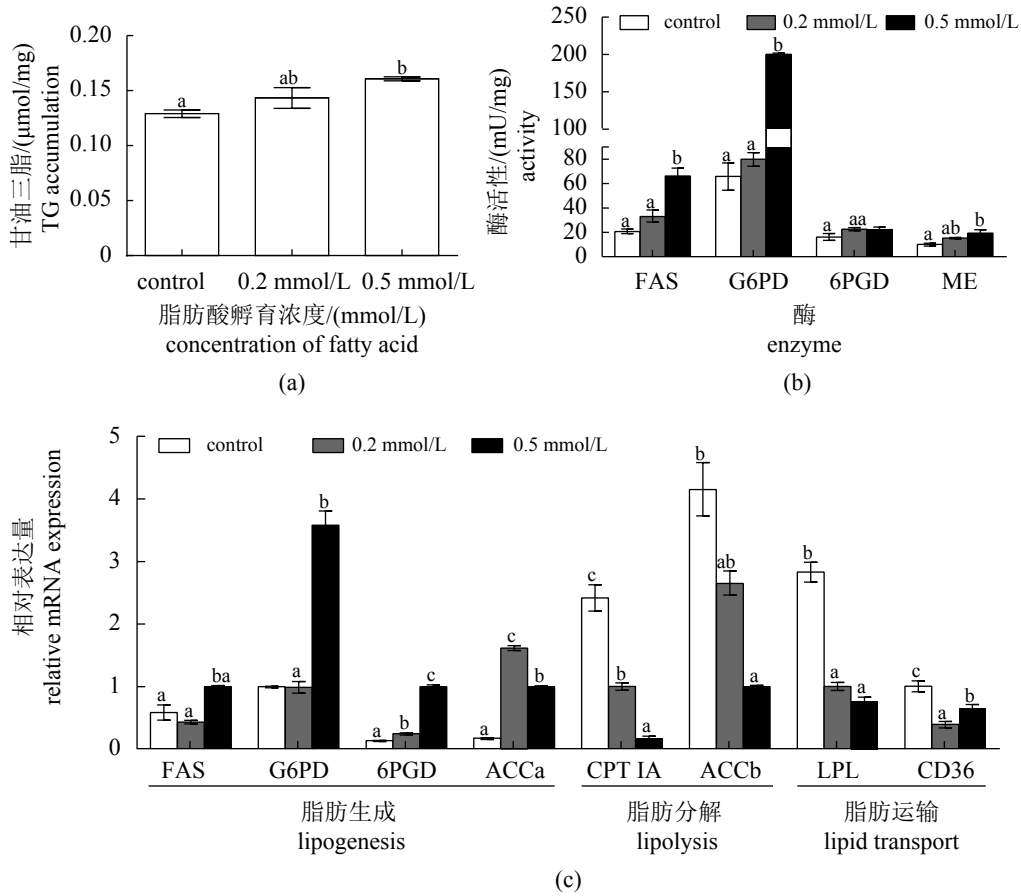 甘油三脂/(μmol/mg)
TG accumulation
0.20
0.15
0.10
0.05
0
a
ab
b
control
0.2 mmol/L
0.5 mmol/L
脂肪酸孵育浓度/(mmol/L)
concentration of fatty acid
(a)
酶活性/(mU/mg)
activity
250
200
150
100
80
60
40
20
0
control
0.2 mmol/L
0.5 mmol/L
a
a
b
a
a
b
a
aa
a
ab
b
FAS
G6PD
6PGD
ME
酶
enzyme
(b)
相对表达量
relative mRNA expression
5
4
3
2
1
0
control
0.2 mmol/L
0.5 mmol/L
a
a
ba
a
b
a
b
c
a
c
b
c
b
a
b
ab
a
b
a
a
c
a
b
FAS
G6PD
6PGD
ACCa
CPT IA
ACCb
LPL
CD36
脂肪生成
lipogenesis
脂肪分解
lipolysis
脂肪运输
lipid transport
(c)